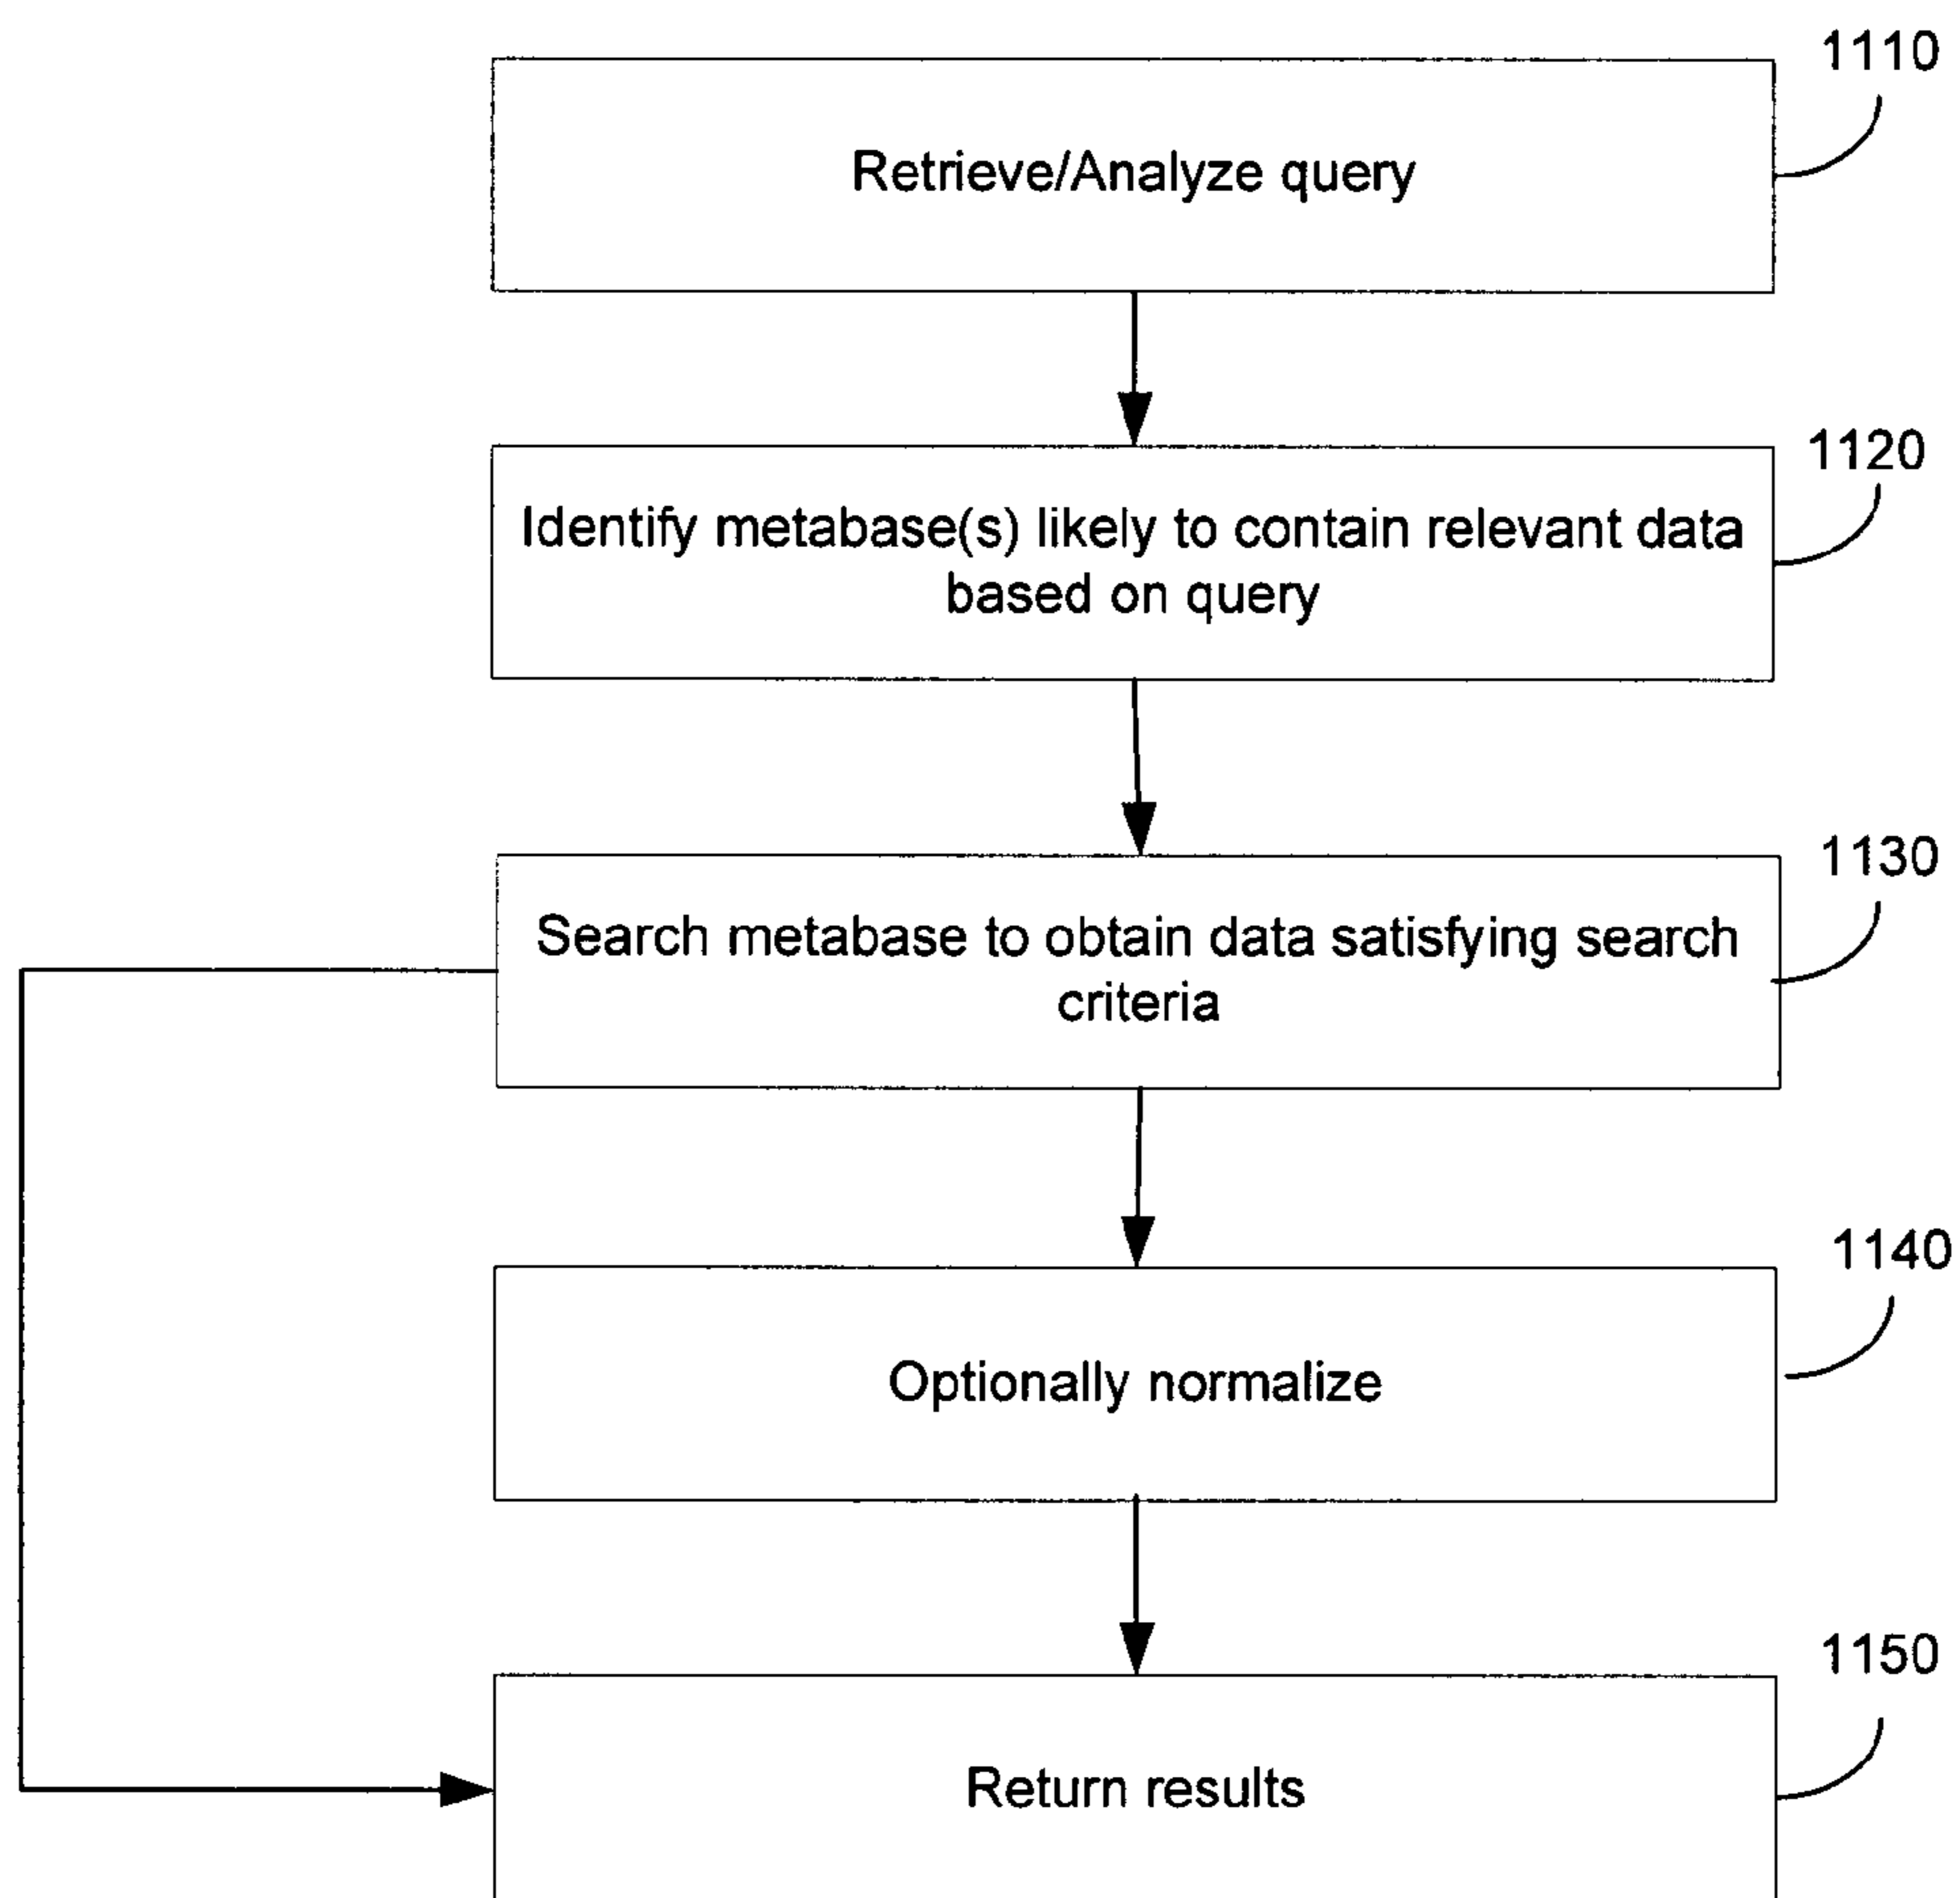 1110
Retrieve/Analyze query
1120
Identify metabase(s) likely to contain relevant data
based on query
1130
Search metabase to obtain data satisfying search
criteria
1140
Optionally normalize
1150
Return results